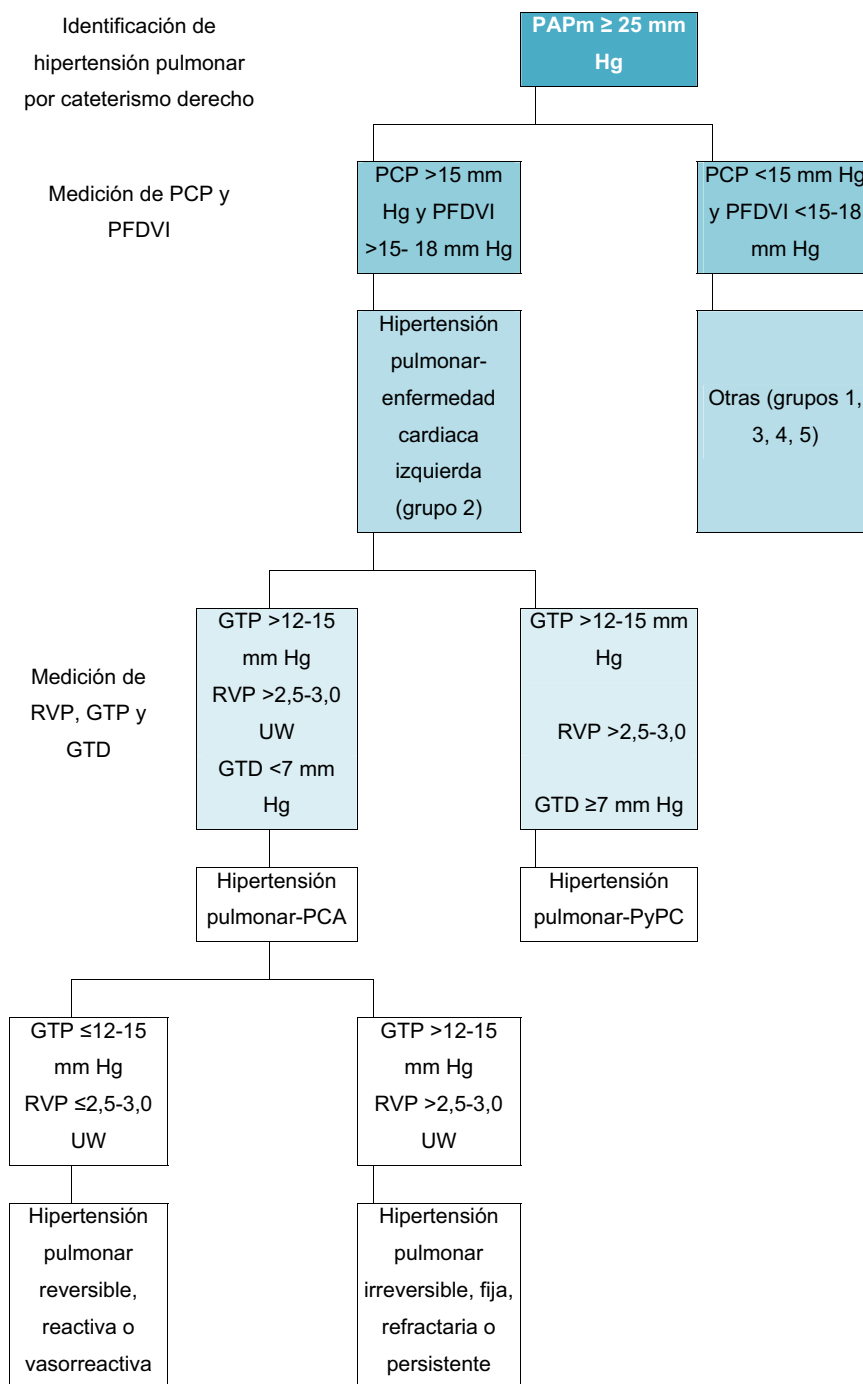 Identificación de
hipertensión pulmonar
por cateterismo derecho
PAPm ≥ 25 mm
Hg
Medición de PCP y
PFDVI
PCP >15 mm
Hg y PFDVI
>15- 18 mm Hg
PCP <15 mm Hg
y PFDVI <15-18
mm Hg
Hipertensión
pulmonar-
enfermedad
cardiaca
izquierda
(grupo 2)
Otras (grupos 1,
3, 4, 5)
Medición de
RVP, GTP y
GTD
GTP >12-15
mm Hg
RVP >2,5-3,0
UW
GTD <7 mm
Hg
GTP >12-15 mm
Hg
RVP >2,5-3,0
GTD ≥7 mm Hg
Hipertensión
pulmonar-PCA
Hipertensión
pulmonar-PyPC
GTP ≤12-15
mm Hg
RVP ≤2,5-3,0
UW
GTP >12-15
mm Hg
RVP >2,5-3,0
UW
Hipertensión
pulmonar
reversible,
reactiva o
vasorreactiva
Hipertensión
pulmonar
irreversible, fija,
refractaria o
persistente